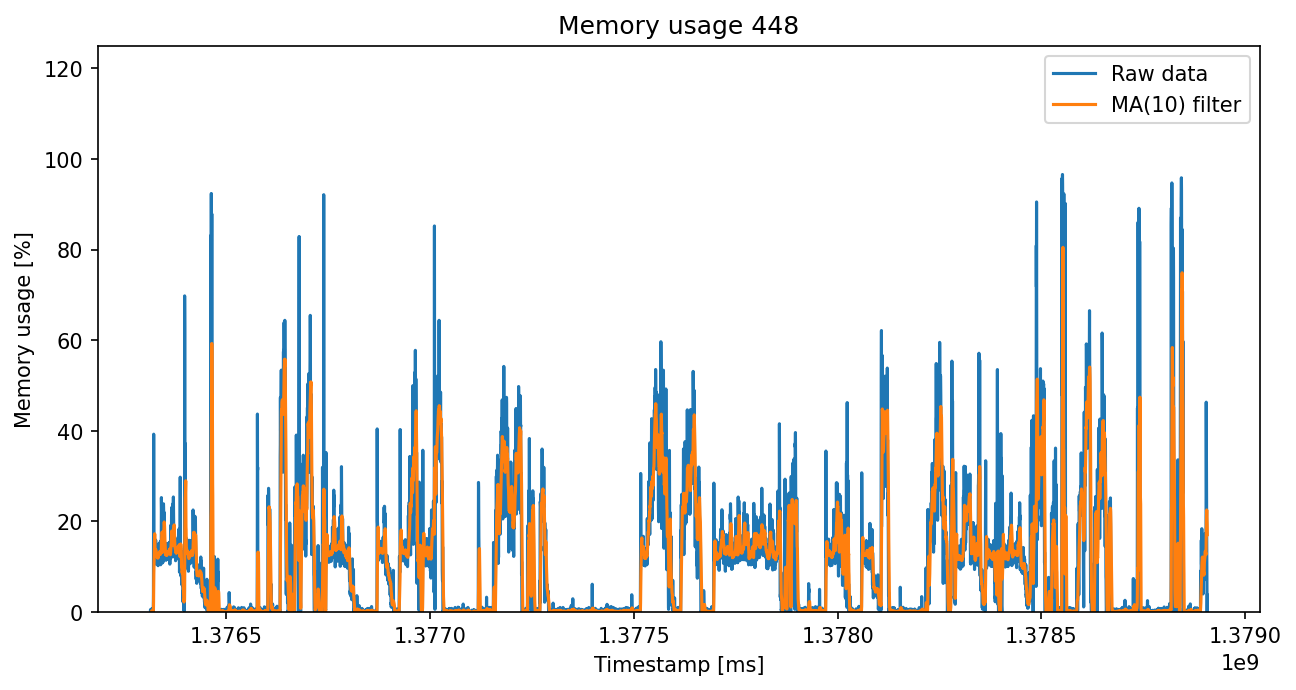 Memory usage 448
Raw data
MA(10) filter
Memory usage [%]
120
100
80
60
40
20
0
1.3765 1.3770 1.3775 1.3780 1.3785 1.3790
1e9
Timestamp [ms]